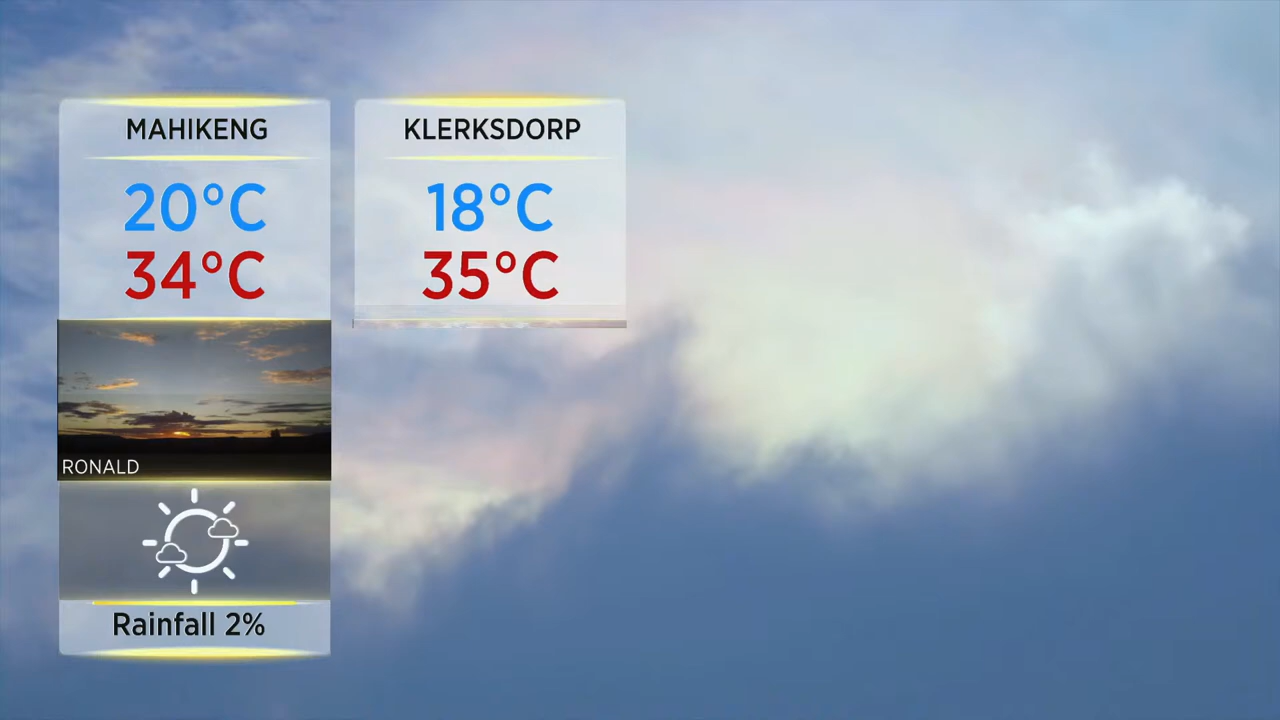 MAHIKENG
20°C
34°C
RONALD
Rainfall 2%
KLERKSDORP
18°C
35°C